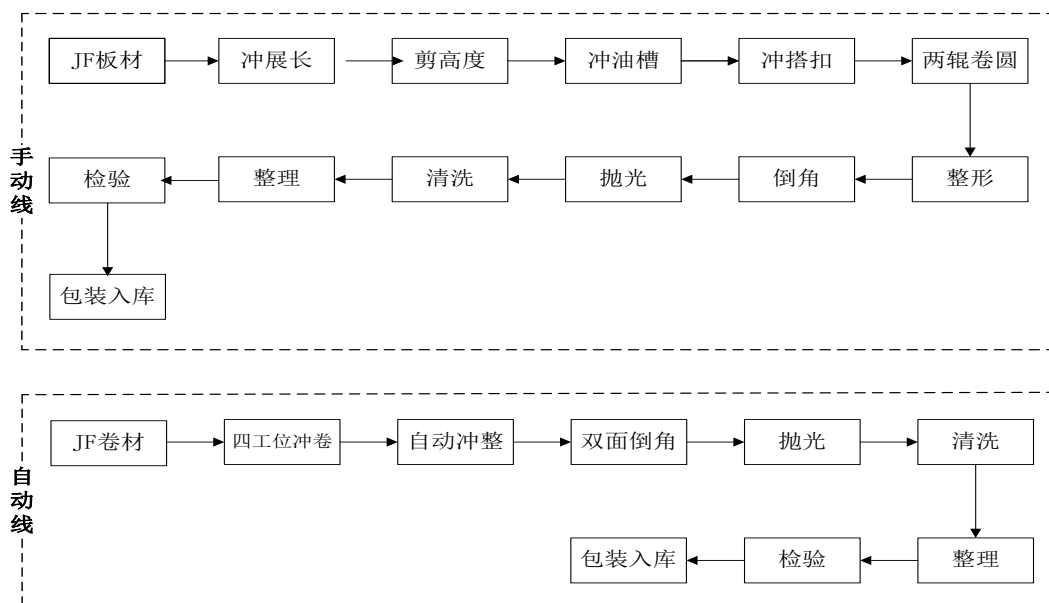 JF板材
冲展长
剪高度
冲油槽
冲搭扣
两辊卷圆
手动线
检验
整理
清洗
抛光
倒角
整形
包装入库
JF卷材
四工位冲卷
自动冲整
双面倒角
抛光
清洗
自动线
包装入库
检验
整理